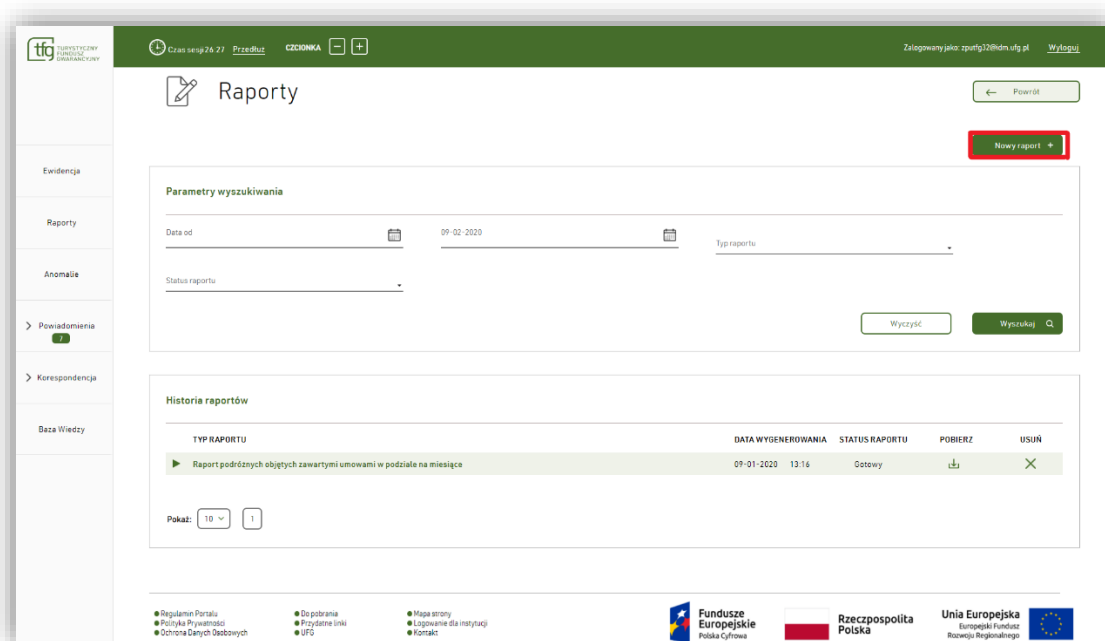 tfg TURYSTYCZNY
FUNDUSZ
GWARANCYJNY
Czas sesji 26:27 Przedłuż CZCIONKA − +
Zalogowany jako: zputfg32@idm.ufg.pl Wyloguj
Raporty
← Powrót
Nowy raport +
Ewidencja
Raporty
Anomalie
Powiadomienia
7
Korespondencja
Baza Wiedzy
Parametry wyszukiwania
Data od 09-02-2020 Typ raportu
Status raportu
Wyczyść Wyszukaj
Historia raportów
TYP RAPORTU DATA WYGENEROWANIA STATUS RAPORTU POBIERZ USUŃ
Raport podróżnych objętych zawartymi umowami w podziale na miesiące 09-01-2020 13:16 Gotowy
Pokaż: 10 1
Regulamin Portalu
Polityka Prywatności
Ochrona Danych Osobowych
Do pobrania
Przydatne linki
UFG
Mapa strony
Logowanie dla instytucji
Kontakt
Fundusze
Europejskie
Polska Cyfrowa
Rzeczpospolita
Polska
Unia Europejska
Europejski Fundusz
Rozwoju Regionalnego